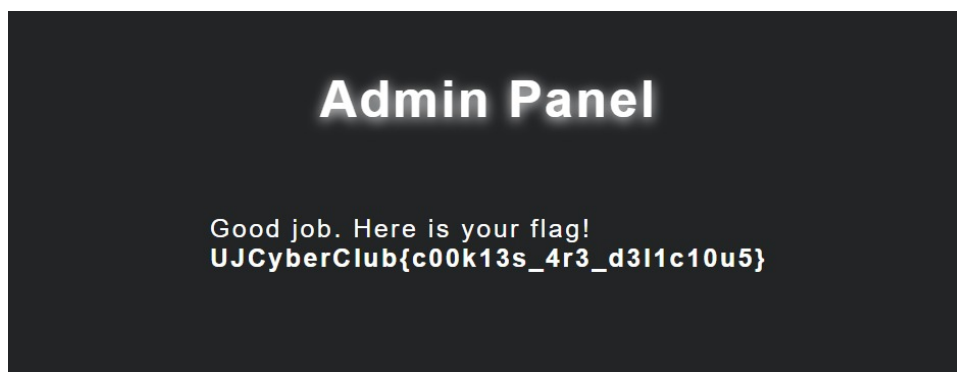 Admin Panel
Good job. Here is your flag!
UJCyberClub{c00k13s_4r3_d3l1c10u5}